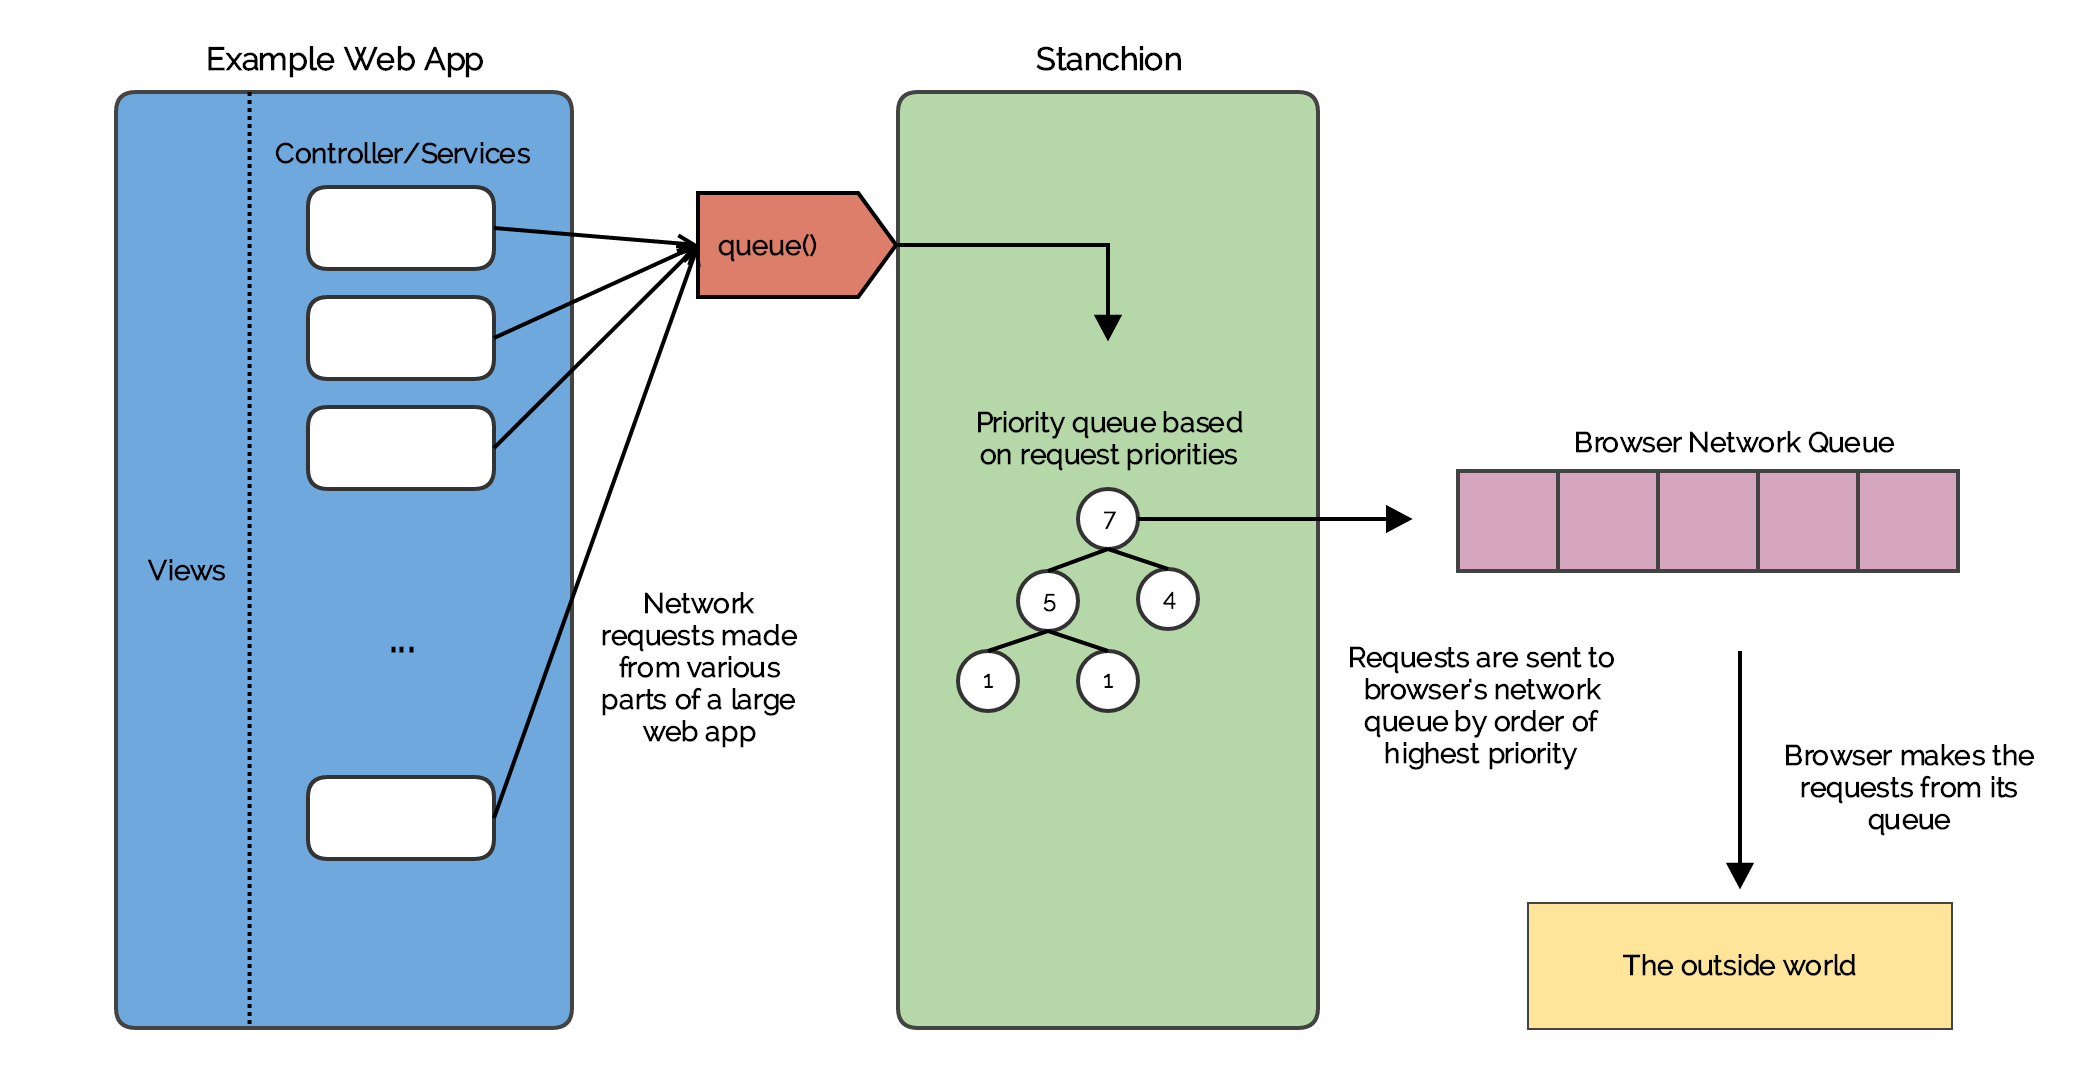 Example Web App
Controller/Services
Views
...
queue()
Network
requests made
from various
parts of a large
web app
Stanchion
Priority queue based
on request priorities
7
5
4
1
1
Browser Network Queue
Requests are sent to
browser's network
queue by order of
highest priority
Browser makes the
requests from its
queue
The outside world